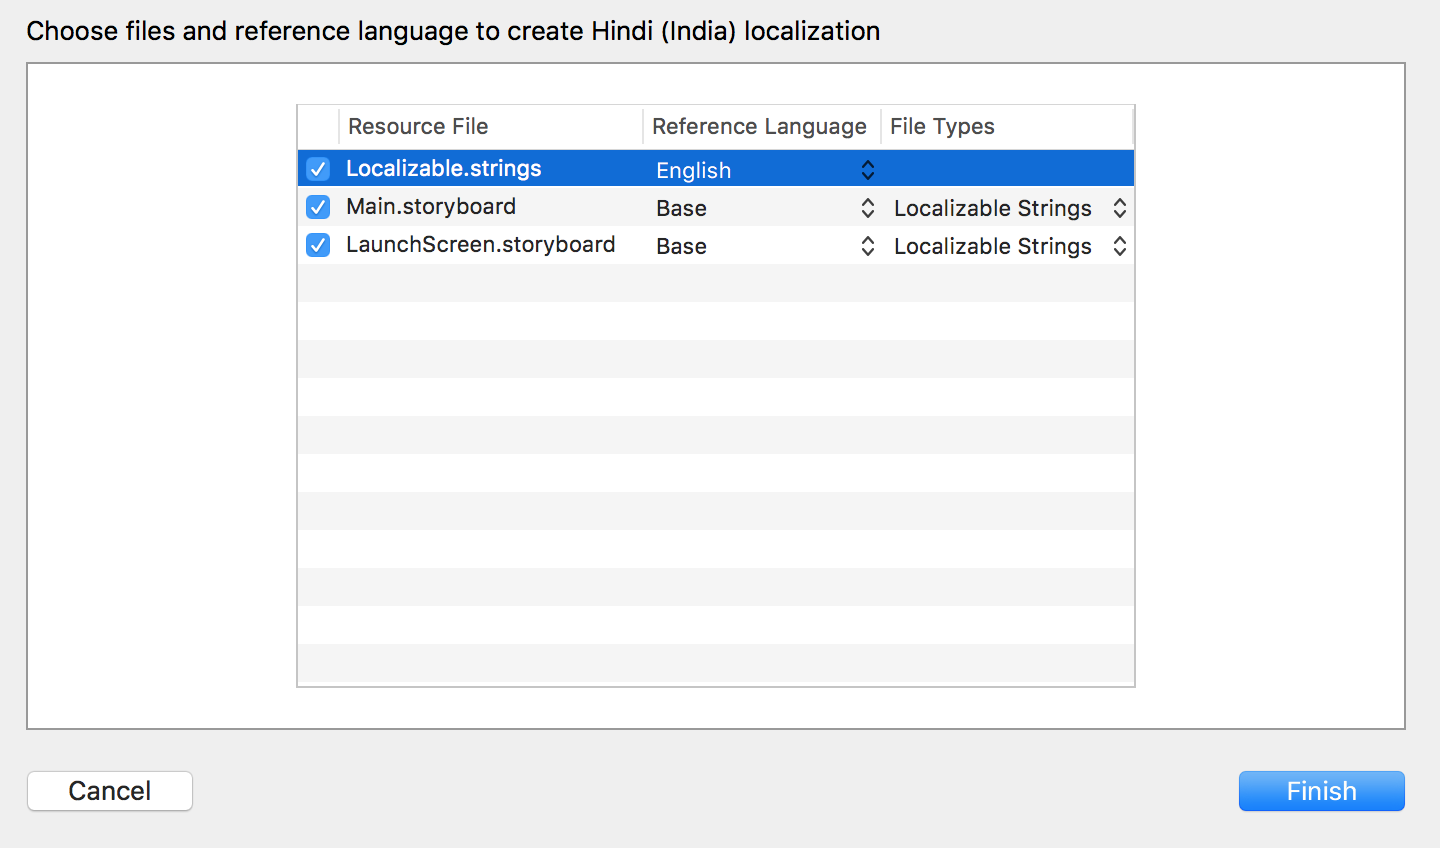 Choose files and reference language to create Hindi (India) localization
Resource File Reference Language File Types
Localizable.strings English
Main.storyboard Base Localizable Strings
LaunchScreen.storyboard Base Localizable Strings
Cancel Finish